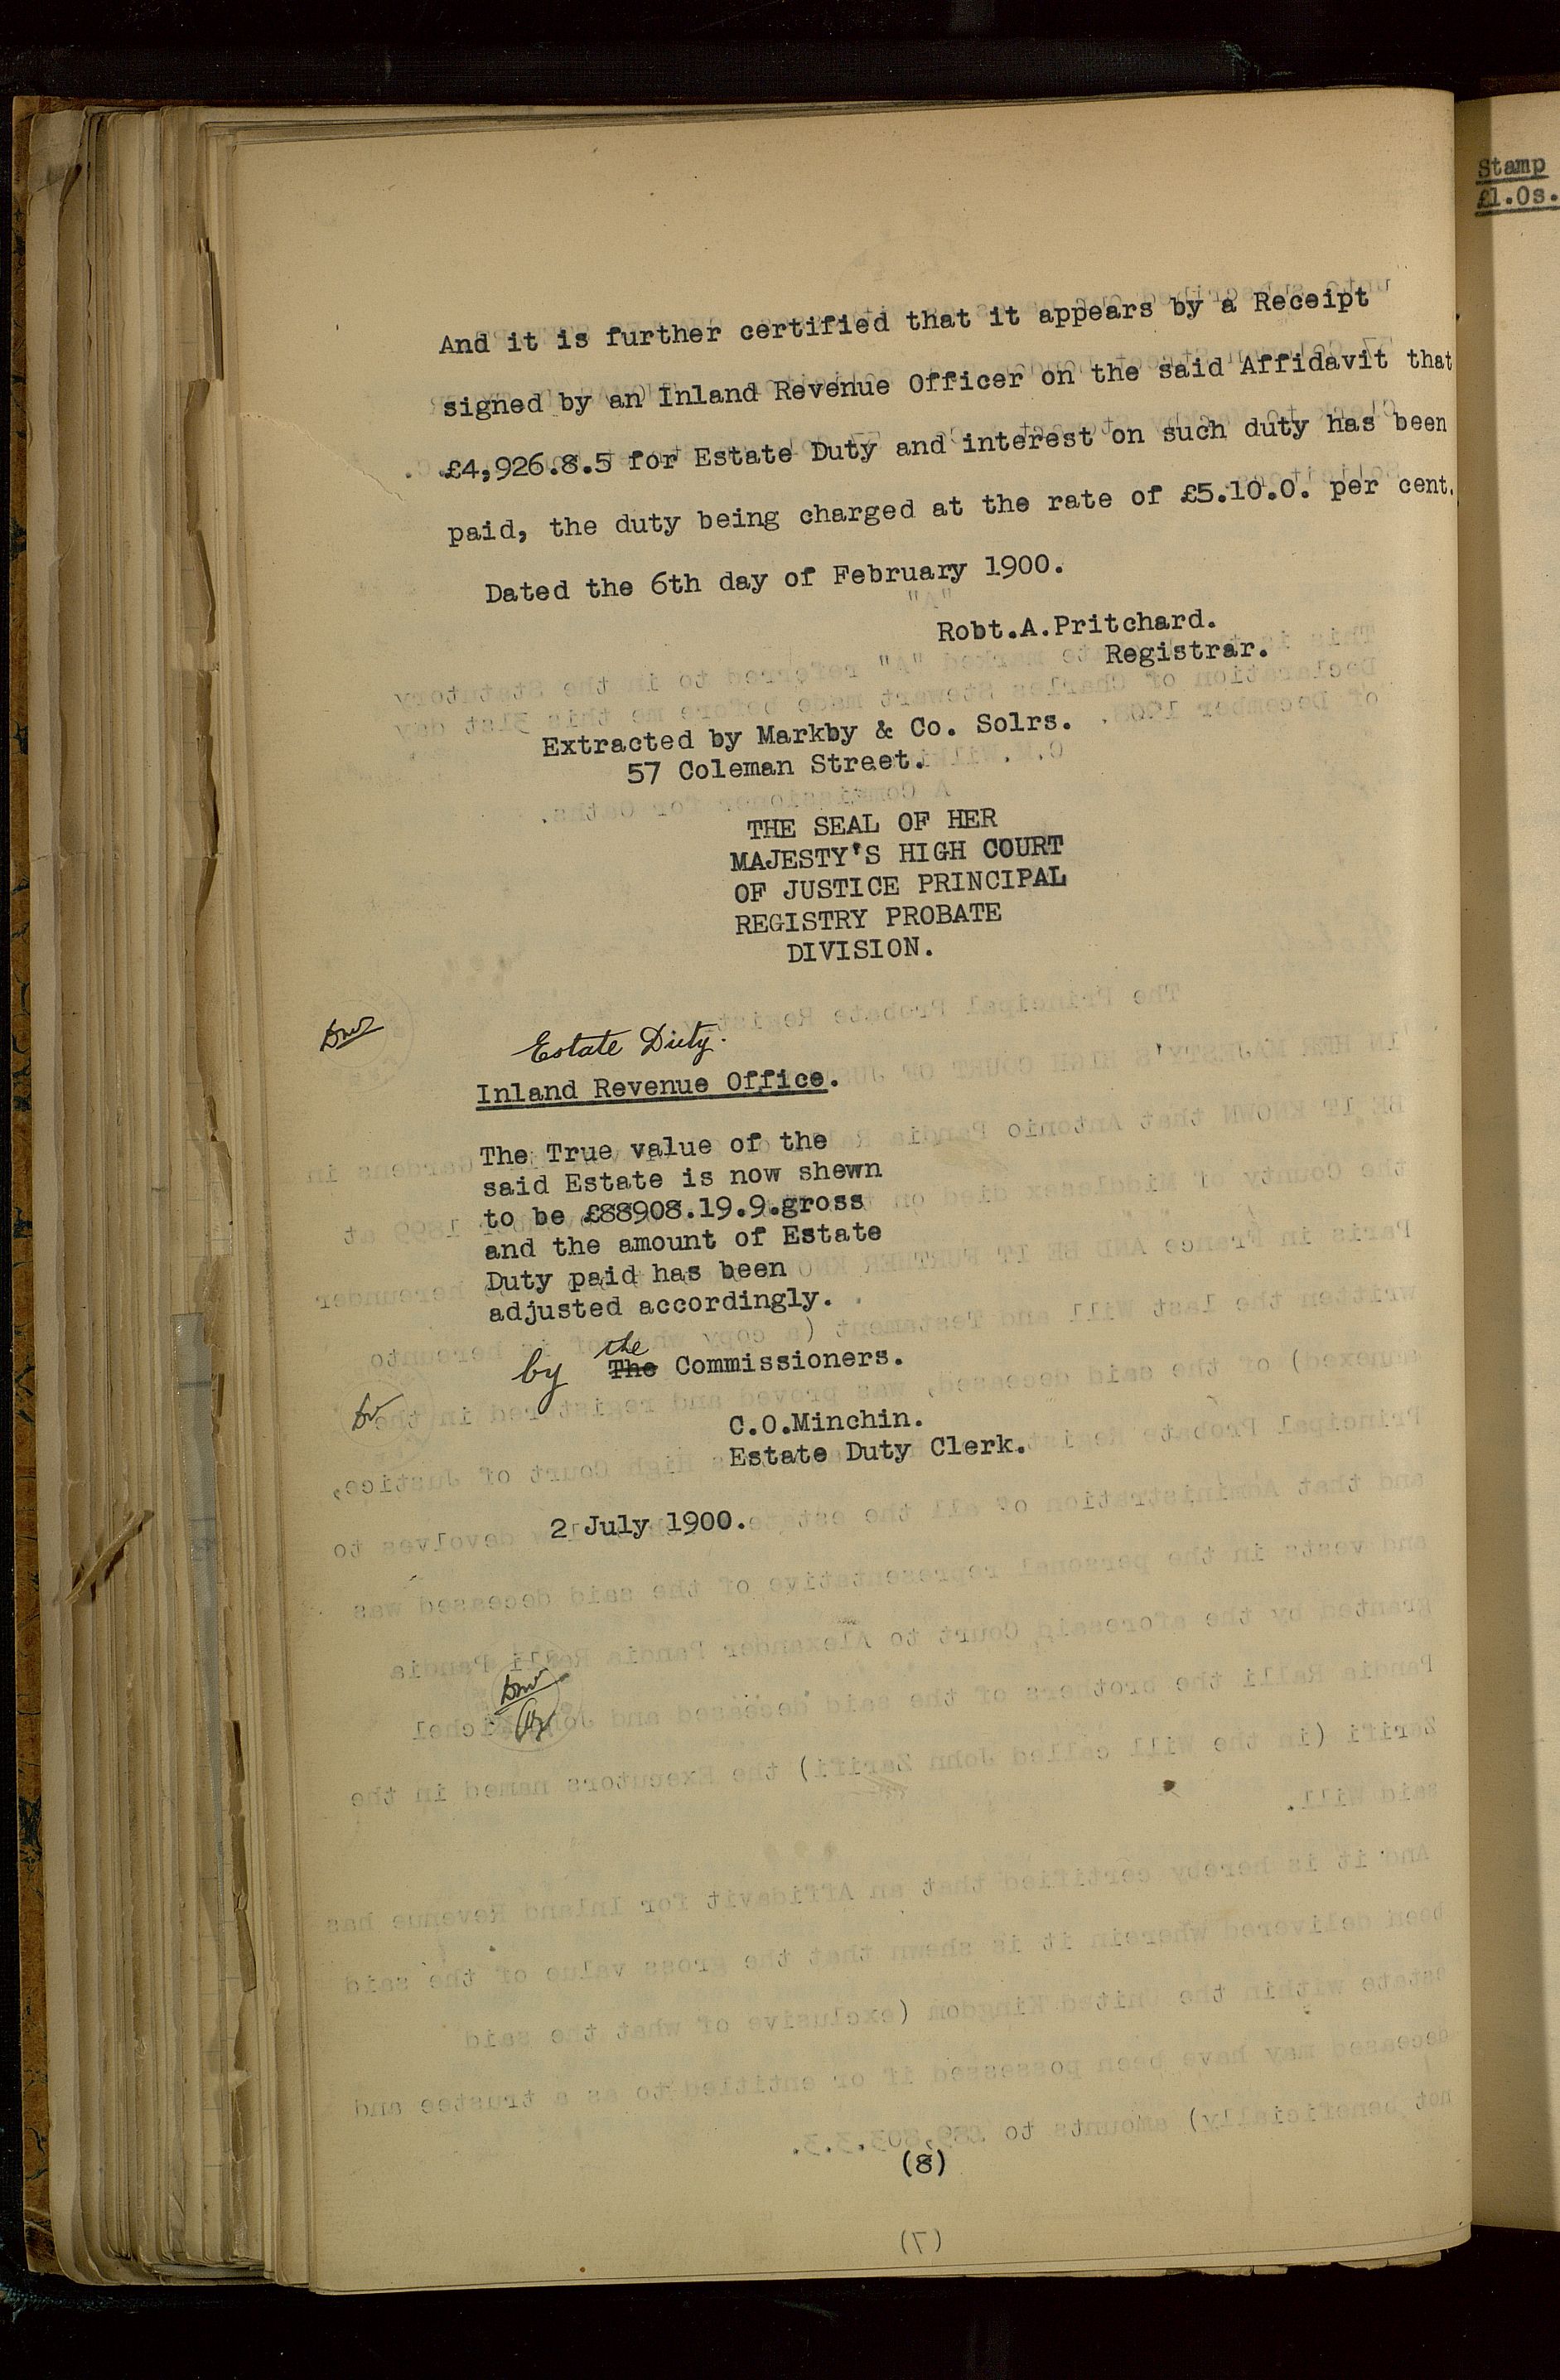 Stamp
£1.0s.
And it is further certified that it appears by a Receipt
signed by an Inland Revenue Officer on the said Affidavit that
£4,926.8.5 for Estate Duty and interest on such duty has been
paid, the duty being charged at the rate of £5.10.0. per cent.
Dated the 6th day of February 1900.
Robt.A.Pritchard.
Registrar.
Extracted by Markby & Co. Solrs.
57 Coleman Street.
THE SEAL OF HER
MAJESTY'S HIGH COURT
OF JUSTICE PRINCIPAL
REGISTRY PROBATE
DIVISION.
Estate Duty.
Inland Revenue Office.
The True value of the
said Estate is now shewn
to be £88908.19.9.gross
and the amount of Estate
Duty paid has been
adjusted accordingly.
by the The Commissioners.
C.O.Minchin.
Estate Duty Clerk.
2 July 1900.
(8)